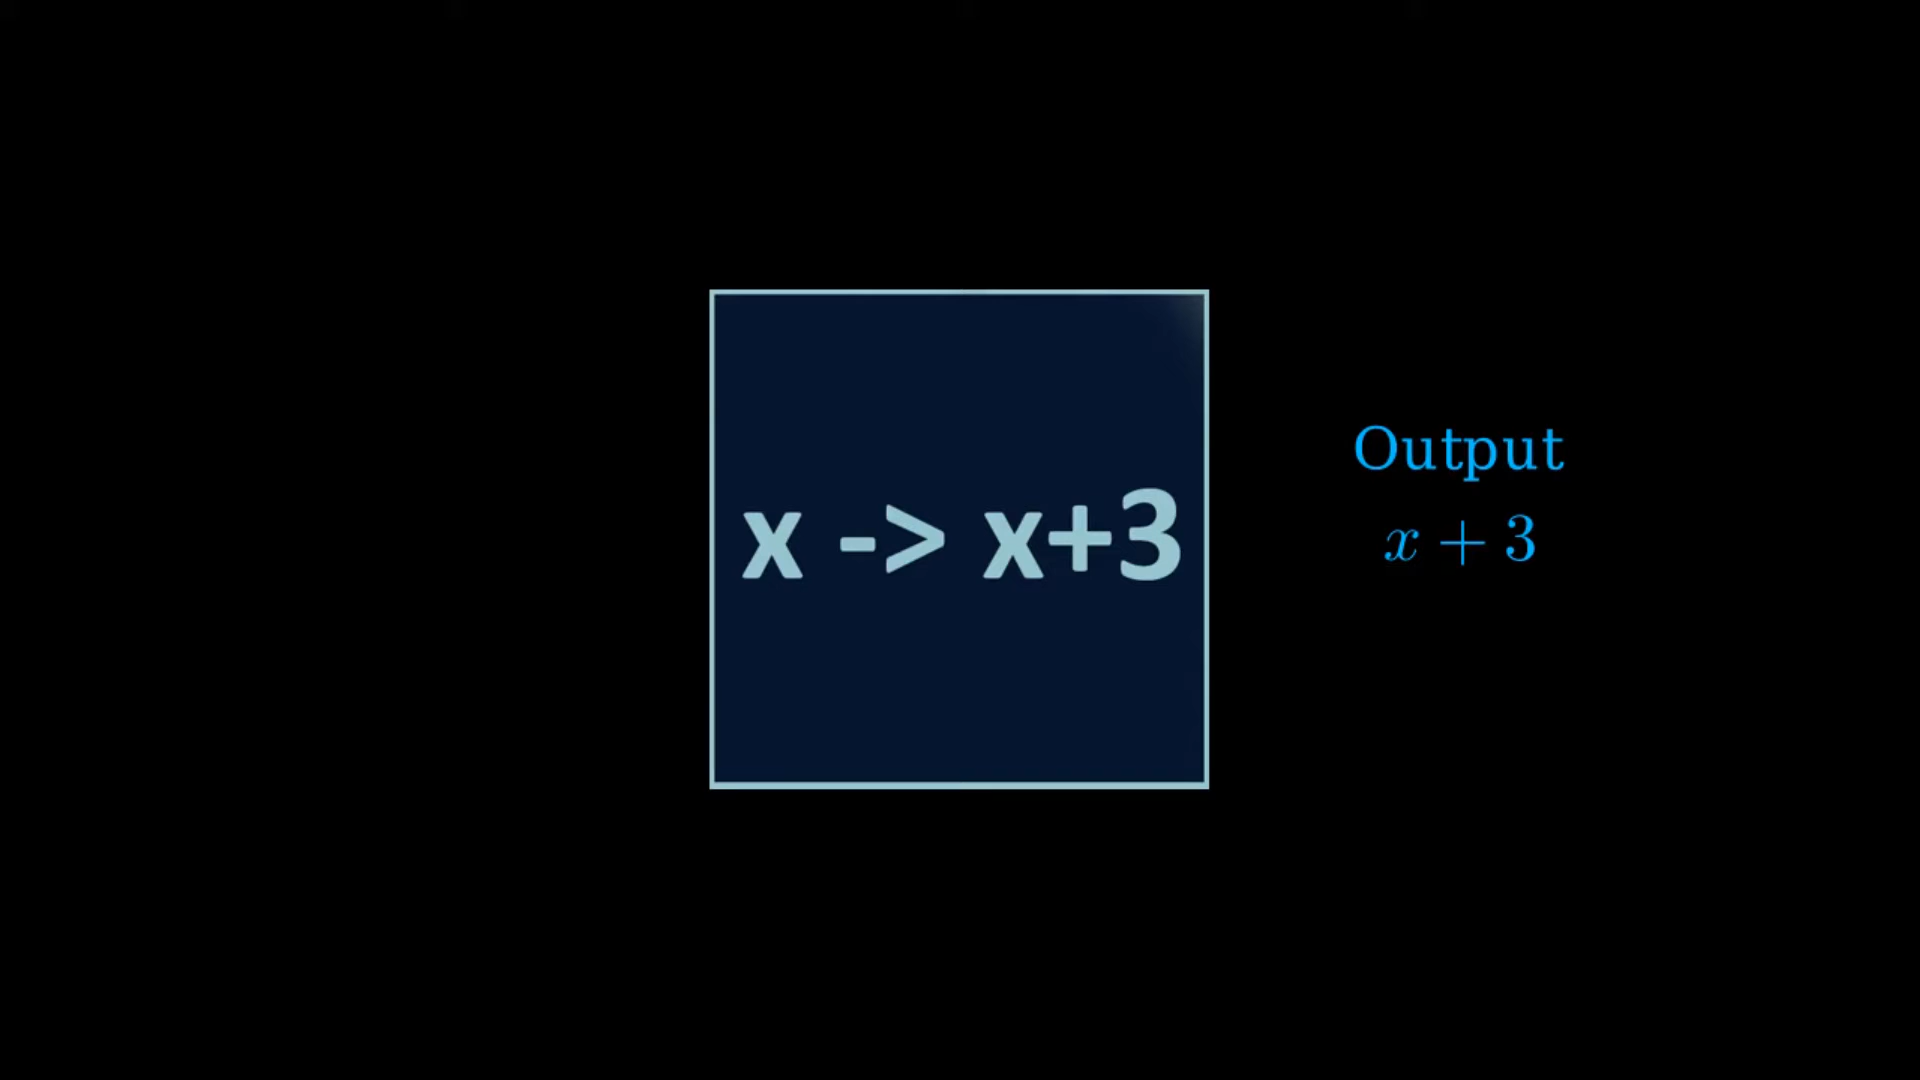 x -> x+3
Output
x + 3